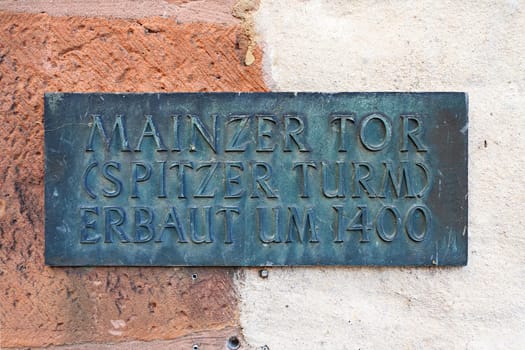 MAINZER TOR
(SPITZER TURM)
ERBAUT UM 1400